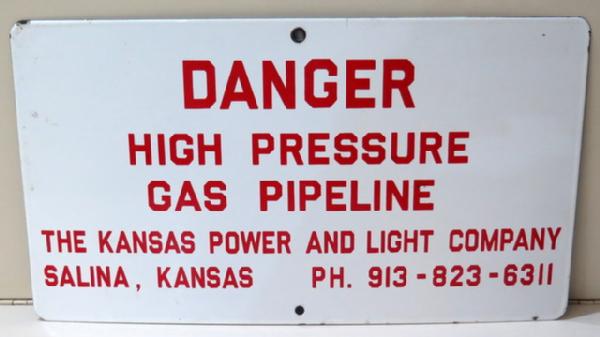 DANGER
HIGH PRESSURE
GAS PIPELINE
THE KANSAS POWER AND LIGHT COMPANY
SALINA, KANSAS PH. 913-823-6311